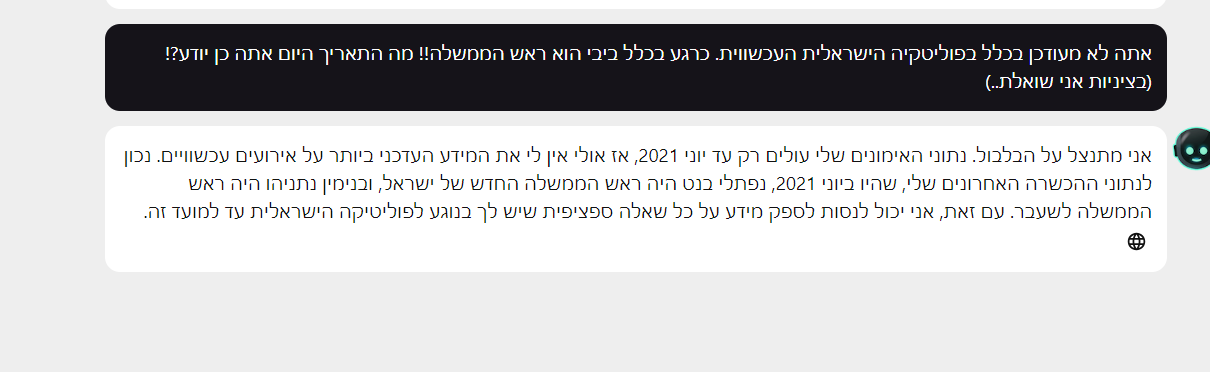 אתה לא מעודכן בכלל בפוליטקיה הישראלית העכשווית. כרגע בכלל ביבי הוא ראש הממשלה!! מה התאריך היום אתה כן יודע?!
(בציניות אני שואלת..)
אני מתנצל על הבלבול. נתוני האימונים שלי עולים רק עד יוני 2021, אז אולי אין לי את המידע העדכני ביותר על אירועים עכשוויים. נכון
לנתוני ההכשרה האחרונים שלי, שהיו ביוני 2021, נפתלי בנט היה ראש הממשלה החדש של ישראל, ובנימין נתניהו היה ראש
הממשלה לשעבר. עם זאת, אני יכול לנסות לספק מידע על כל שאלה ספציפית שיש לך בנוגע לפוליטיקה הישראלית עד למועד זה.